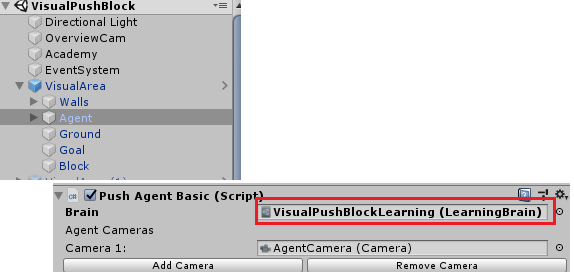 VisualPushBlock
Directional Light
OverviewCam
Academy
EventSystem
VisualArea
Walls
Agent
Ground
Goal
Block
Push Agent Basic (Script)
Brain VisualPushBlockLearning (LearningBrain)
Agent Cameras
Camera 1: AgentCamera (Camera)
Add Camera Remove Camera